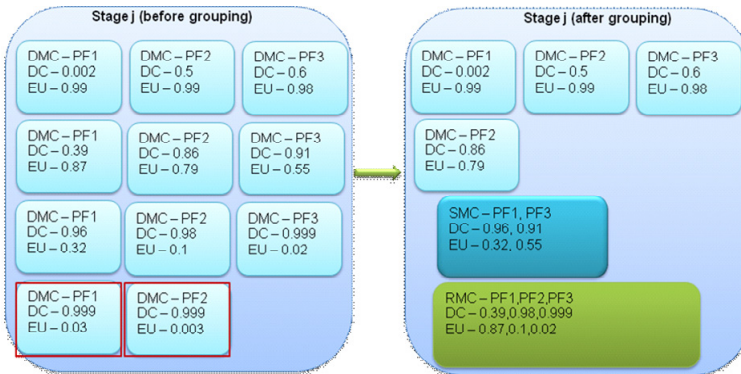 Stage j (before grouping)
DMC – PF1
DC – 0.002
EU – 0.99
DMC – PF2
DC – 0.5
EU – 0.99
DMC – PF3
DC – 0.6
EU – 0.98
DMC – PF1
DC – 0.39
EU – 0.87
DMC – PF2
DC – 0.86
EU – 0.79
DMC – PF3
DC – 0.91
EU – 0.55
DMC – PF1
DC – 0.96
EU – 0.32
DMC – PF2
DC – 0.98
EU – 0.1
DMC – PF3
DC – 0.999
EU – 0.02
DMC – PF1
DC – 0.999
EU – 0.03
DMC – PF2
DC – 0.999
EU – 0.003
Stage j (after grouping)
DMC – PF1
DC – 0.002
EU – 0.99
DMC – PF2
DC – 0.5
EU – 0.99
DMC – PF3
DC – 0.6
EU – 0.98
DMC – PF2
DC – 0.86
EU – 0.79
SMC – PF1, PF3
DC – 0.96, 0.91
EU – 0.32, 0.55
RMC – PF1,PF2,PF3
DC – 0.39,0.98,0.999
EU – 0.87,0.1,0.02